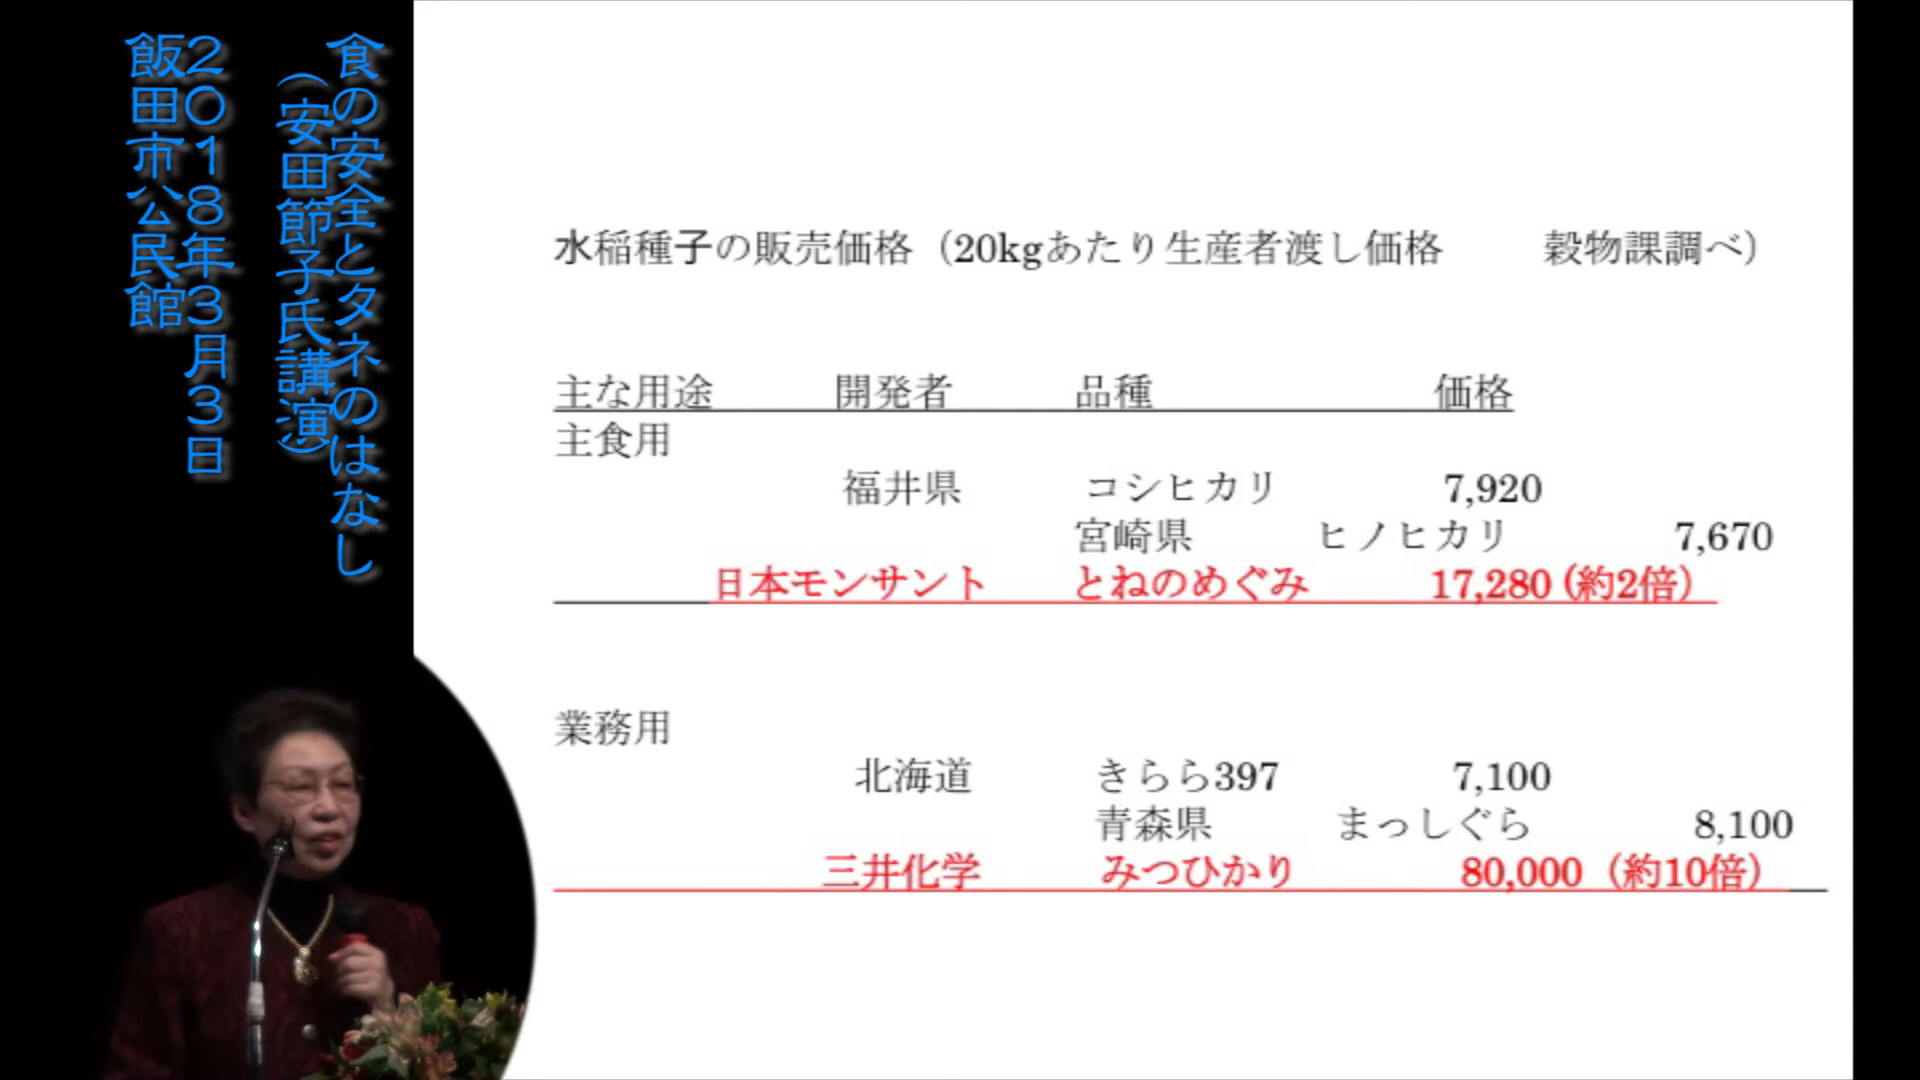 食の安全とタネのはなし
（安田節子氏講演）
２０１８年３月３日
飯田市公民館
水稲種子の販売価格（20kgあたり生産者渡し価格　穀物課調べ）
主な用途　開発者　品種　価格
主食用
福井県　コシヒカリ　7,920
宮崎県　ヒノヒカリ　7,670
日本モンサント　とねのめぐみ　17,280 (約2倍）
業務用
北海道　きらら397　7,100
青森県　まっしぐら　8,100
三井化学　みつひかり　80,000（約10倍）